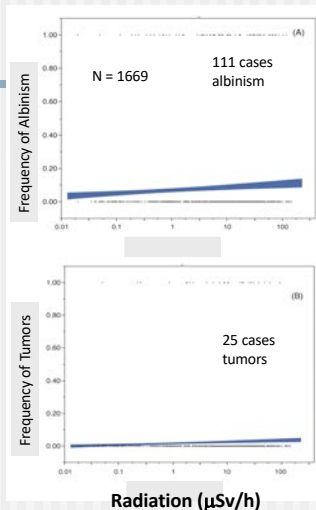 (A)
1.00
0.80
0.60
0.40
0.20
0.00
Frequency of Albinism
N = 1669
111 cases
albinism
0.01
0.1
1
10
100
(B)
1.00
0.80
0.60
0.40
0.20
0.00
Frequency of Tumors
25 cases
tumors
0.01
0.1
1
10
100
Radiation (µSv/h)